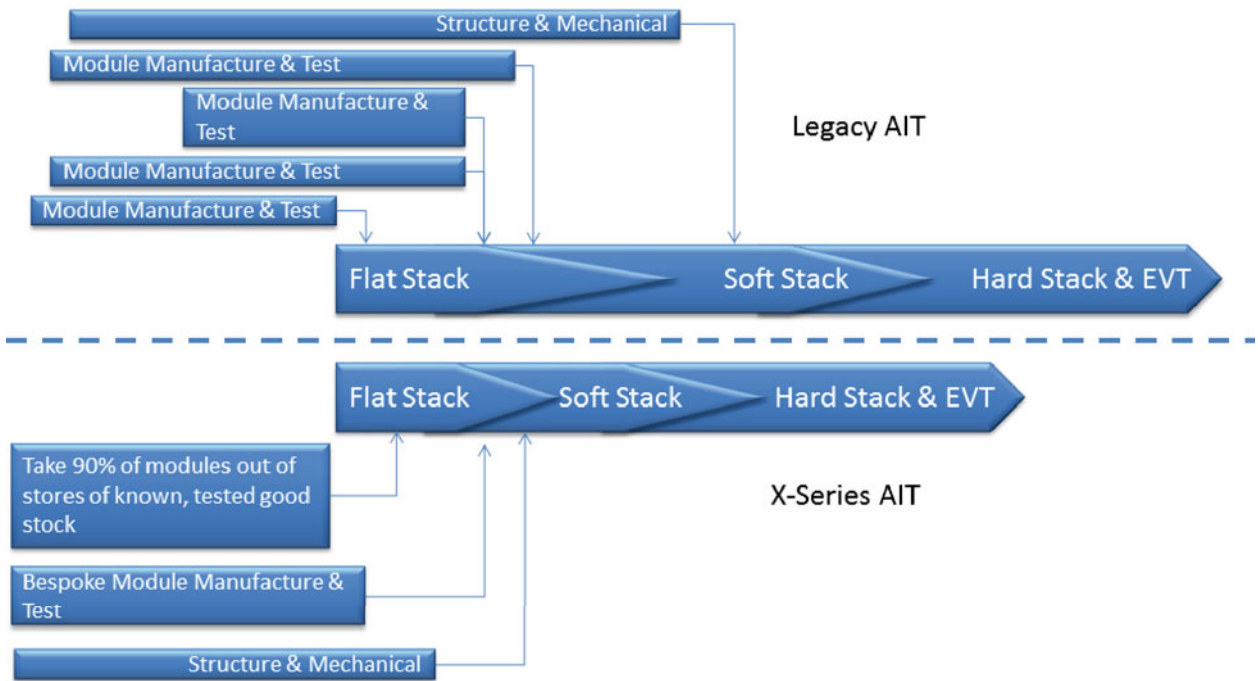 Structure & Mechanical
Module Manufacture & Test
Module Manufacture &
Test
Module Manufacture & Test
Module Manufacture & Test
Legacy AIT
Flat Stack
Soft Stack
Hard Stack & EVT
Flat Stack
Soft Stack
Hard Stack & EVT
Take 90% of modules out of
stores of known, tested good
stock
X-Series AIT
Bespoke Module Manufacture &
Test
Structure & Mechanical